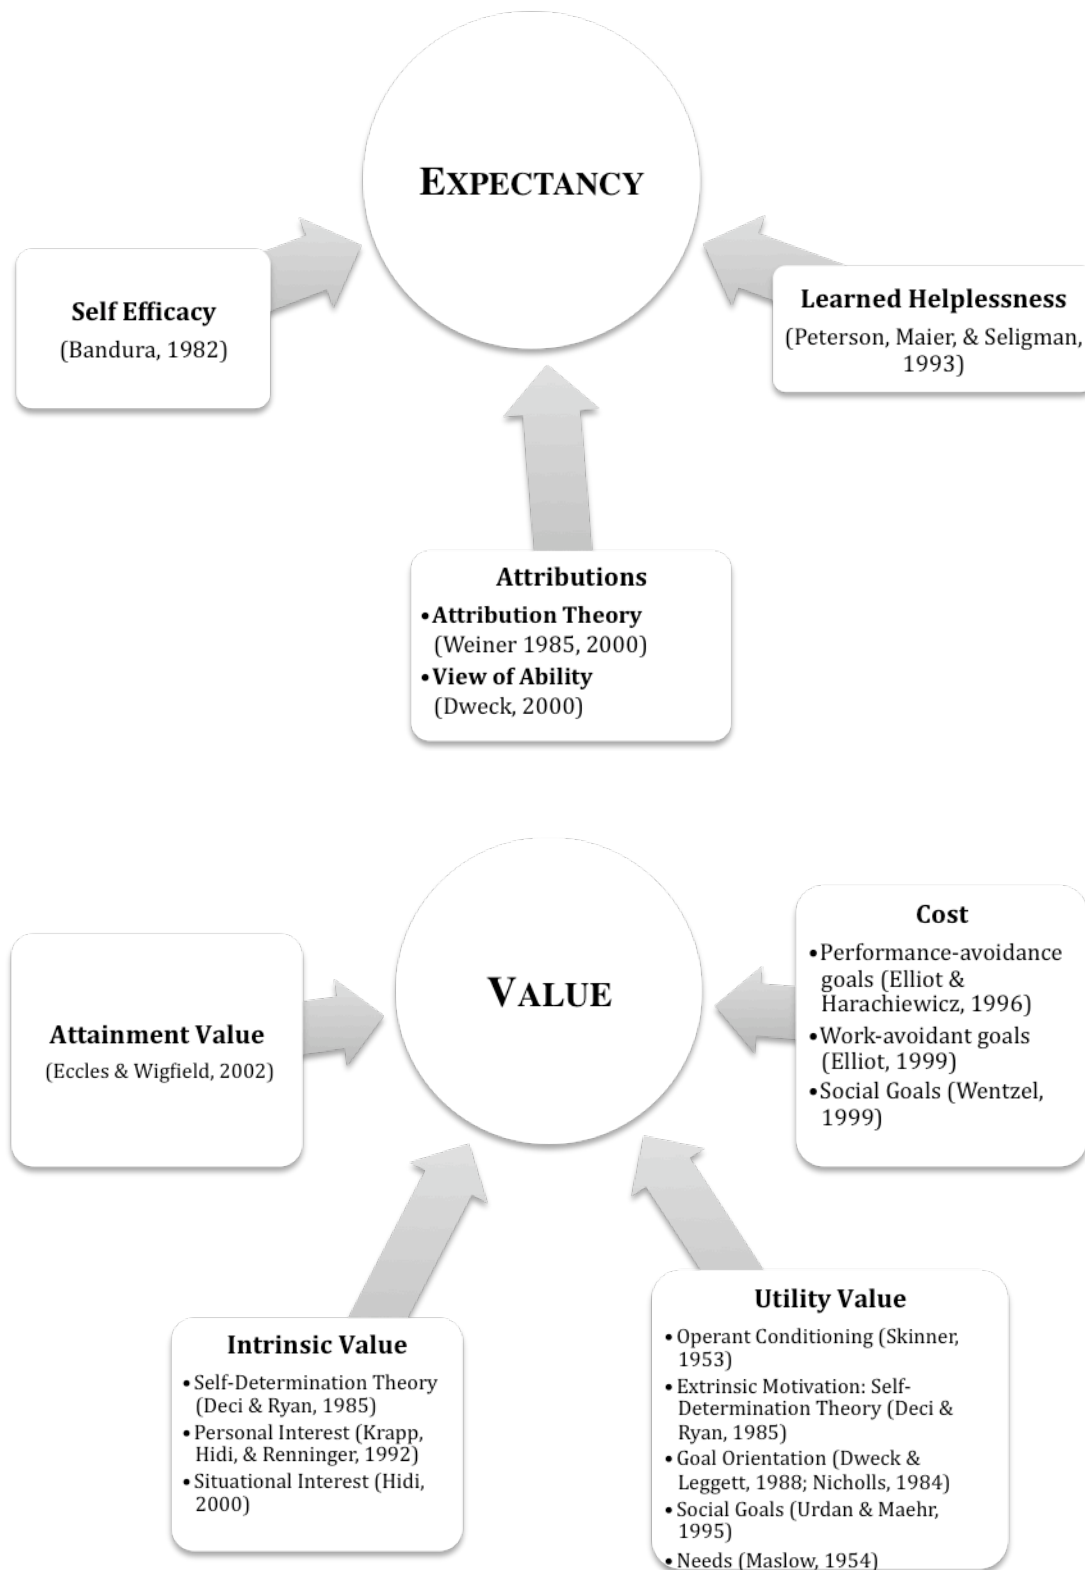 EXPECTANCY
Self Efficacy
(Bandura, 1982)
Learned Helplessness
(Peterson, Maier, & Seligman,
1993)
Attributions
•Attribution Theory
(Weiner 1985, 2000)
•View of Ability
(Dweck, 2000)
VALUE
Attainment Value
(Eccles & Wigfield, 2002)
Cost
•Performance-avoidance
goals (Elliot &
Harachiewicz, 1996)
•Work-avoidant goals
(Elliot, 1999)
•Social Goals (Wentzel,
1999)
Intrinsic Value
•Self-Determination Theory
(Deci & Ryan, 1985)
•Personal Interest (Krapp,
Hidi, & Renninger, 1992)
•Situational Interest (Hidi,
2000)
Utility Value
•Operant Conditioning (Skinner,
1953)
•Extrinsic Motivation: Self-
Determination Theory (Deci &
Ryan, 1985)
•Goal Orientation (Dweck &
Leggett, 1988; Nicholls, 1984)
•Social Goals (Urdan & Maehr,
1995)
•Needs (Maslow, 1954)